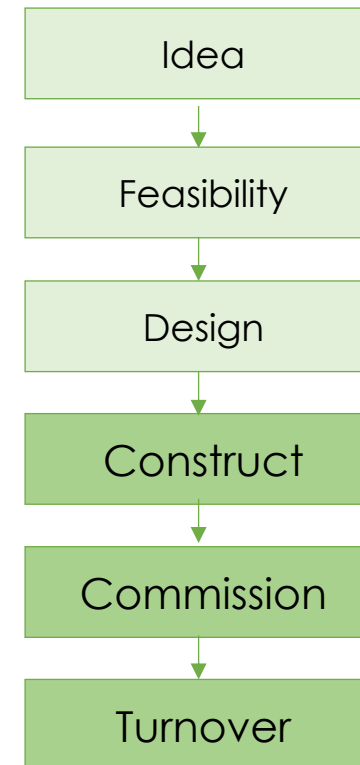 Idea
Feasibility
Design
Construct
Commission
Turnover